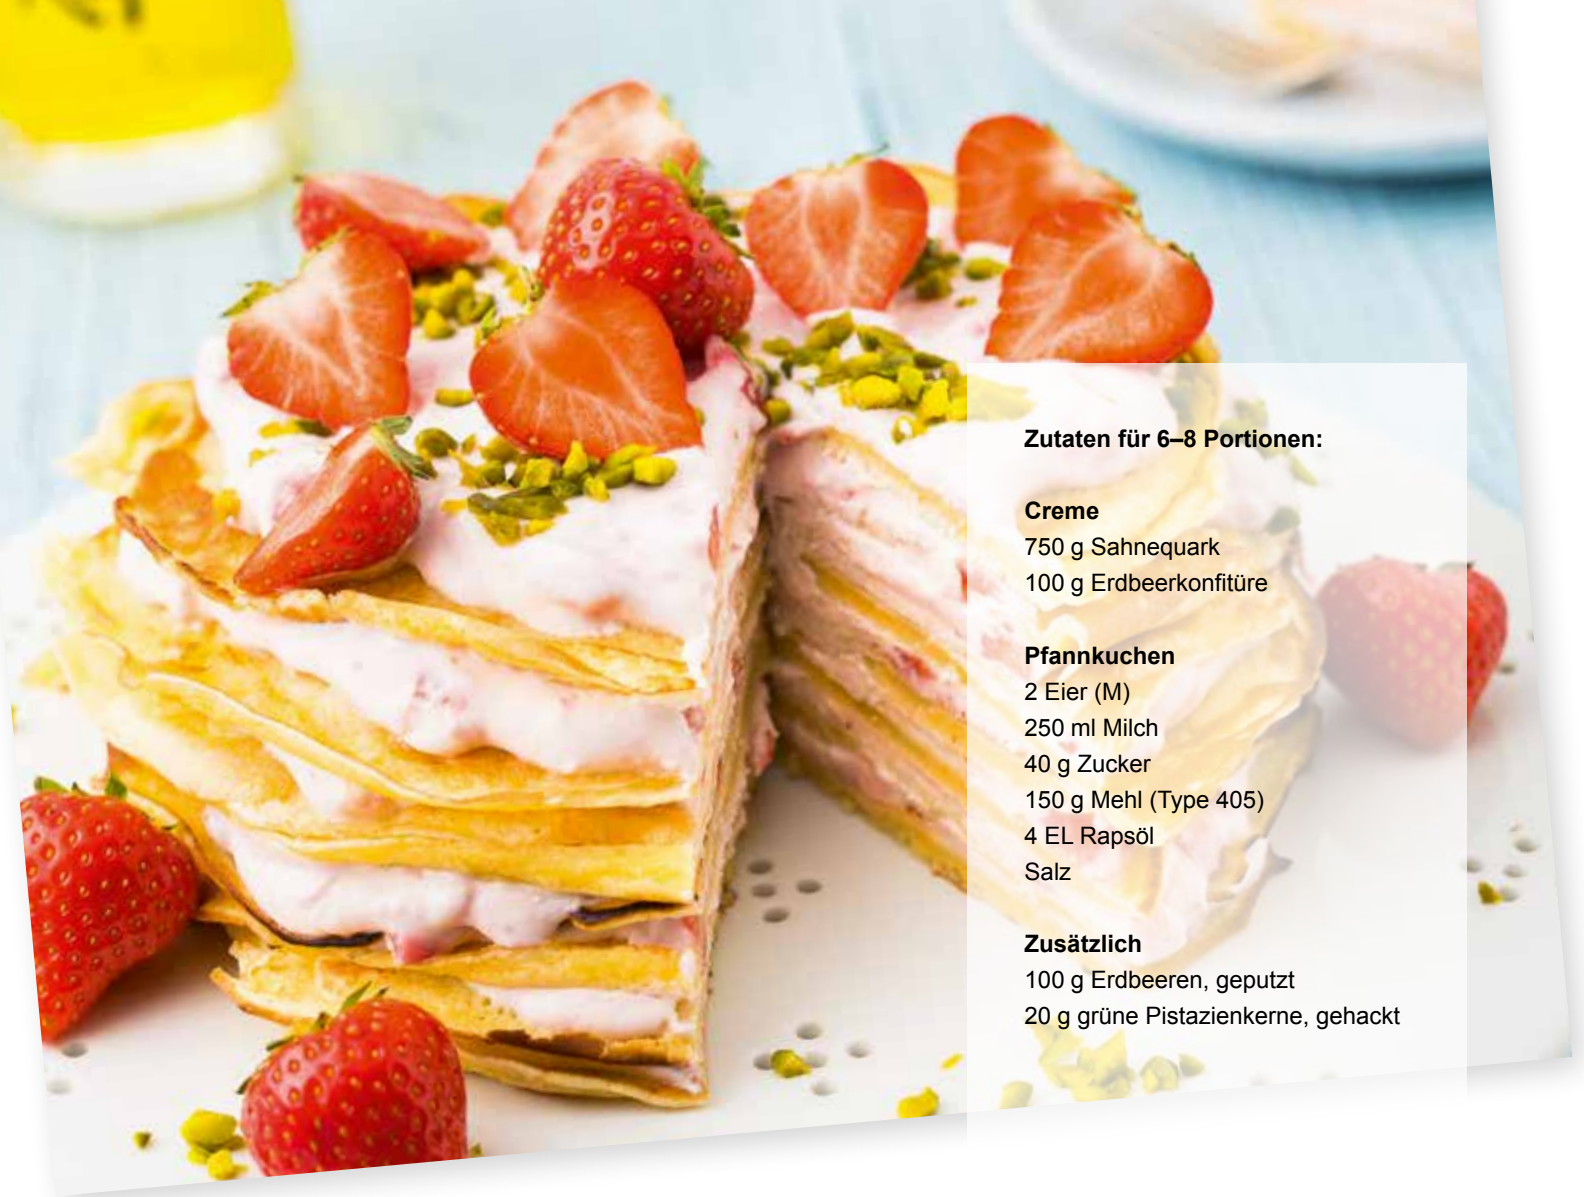 Zutaten für 6–8 Portionen:
Creme
750 g Sahnequark
100 g Erdbeerkonfitüre
Pfannkuchen
2 Eier (M)
250 ml Milch
40 g Zucker
150 g Mehl (Type 405)
4 EL Rapsöl
Salz
Zusätzlich
100 g Erdbeeren, geputzt
20 g grüne Pistazienkerne, gehackt